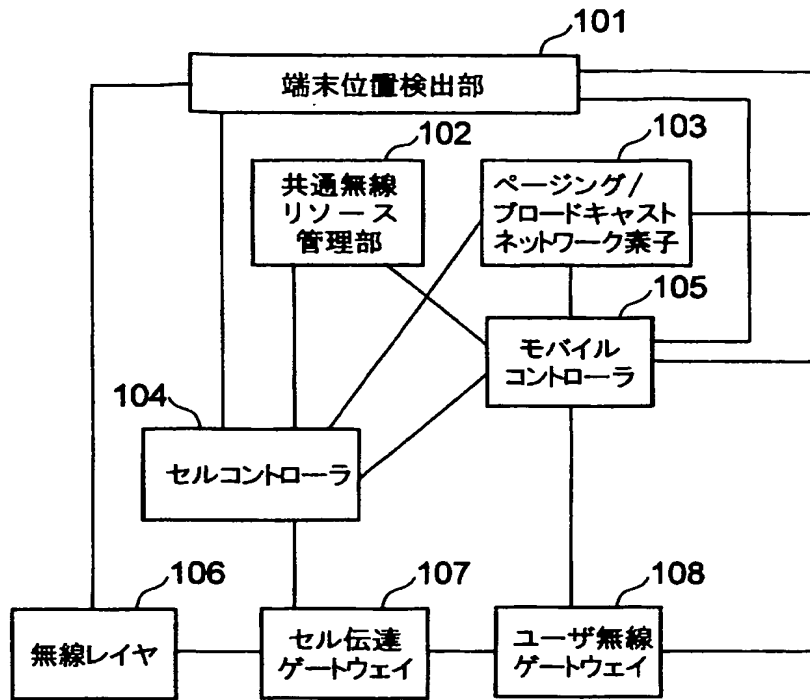 101
端末位置検出部
102
共通無線
リソース
管理部
103
ページング/
ブロードキャスト
ネットワーク素子
105
モバイル
コントローラ
104
セルコントローラ
106
無線レイヤ
107
セル伝達
ゲートウェイ
108
ユーザ無線
ゲートウェイ